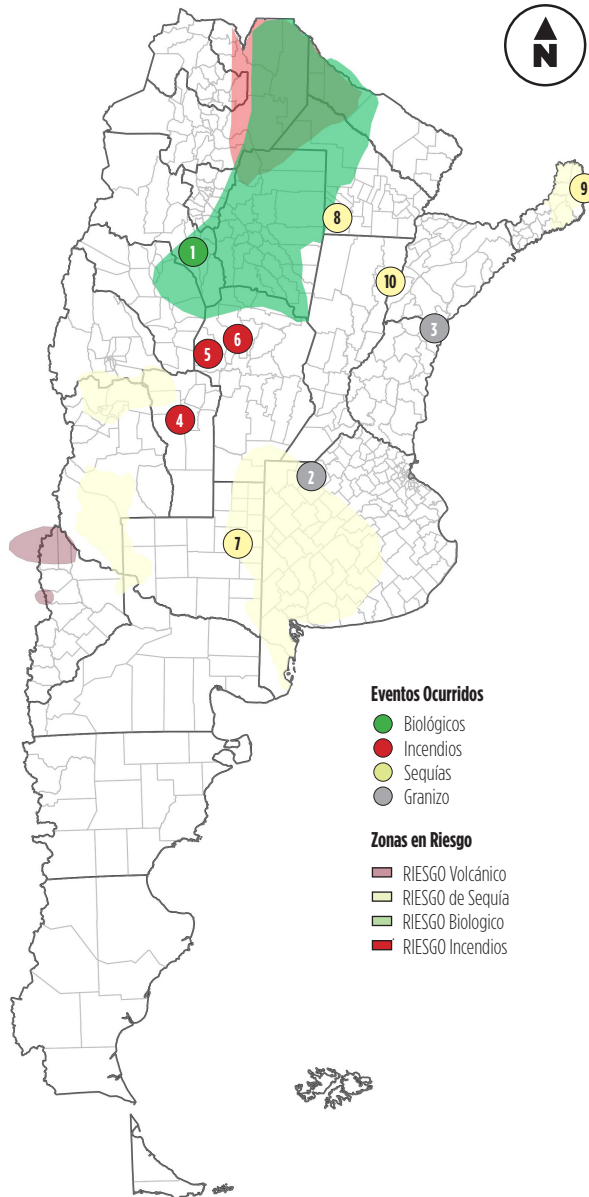 N
9
8
1
10
3
6
5
4
2
7
Eventos Ocurridos
Biológicos
Incendios
Sequías
Granizo
Zonas en Riesgo
RIESGO Volcánico
RIESGO de Sequía
RIESGO Biologico
RIESGO Incendios